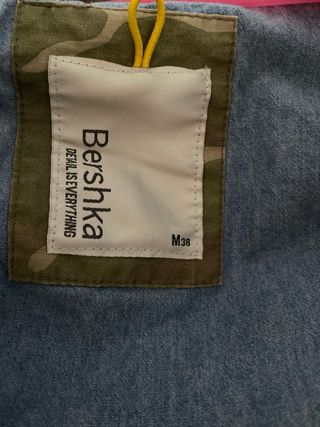 Bershka
DETAIL IS EVERYTHING
M38